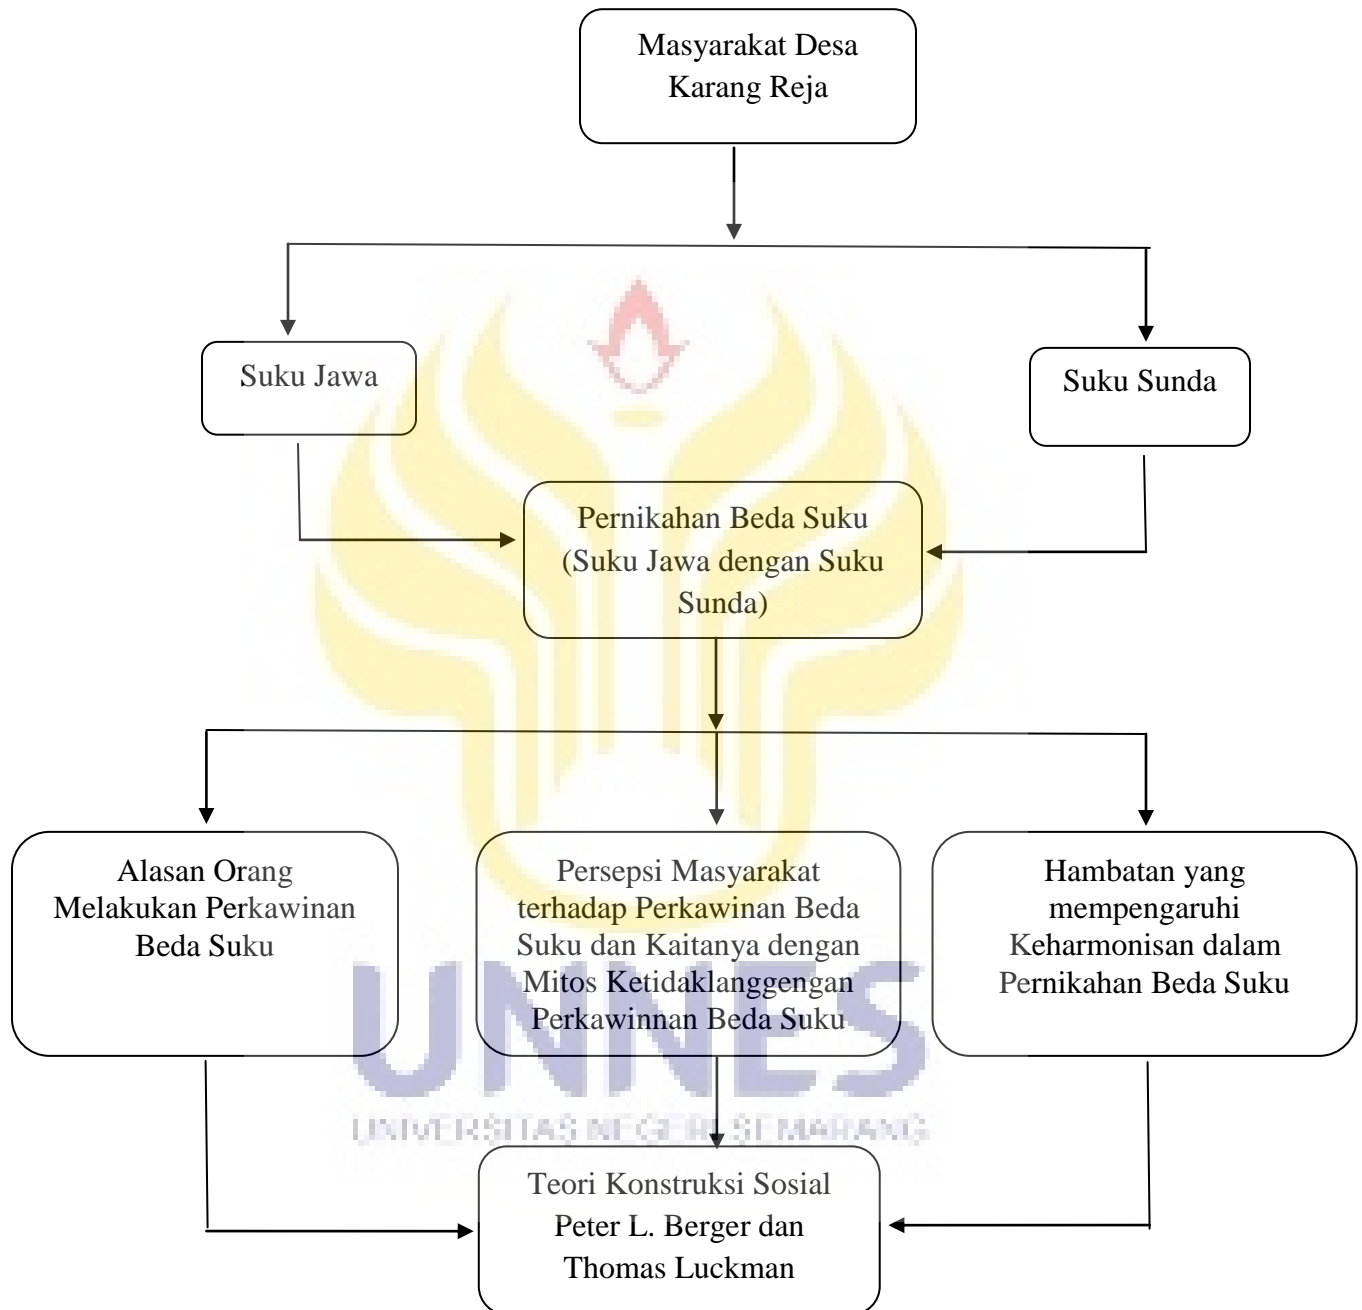 Masyarakat Desa
Karang Reja
Suku Jawa
Suku Sunda
Pernikahan Beda Suku
(Suku Jawa dengan Suku
Sunda)
Alasan Orang
Melakukan Perkawinan
Beda Suku
Persepsi Masyarakat
terhadap Perkawinan Beda
Suku dan Kaitanya dengan
Mitos Ketidaklanggengan
Perkawinnan Beda Suku
Hambatan yang
mempengaruhi
Keharmonisan dalam
Pernikahan Beda Suku
UNNES
UNIVERSITAS NEGERI SEMARANG
Teori Konstruksi Sosial
Peter L. Berger dan
Thomas Luckman